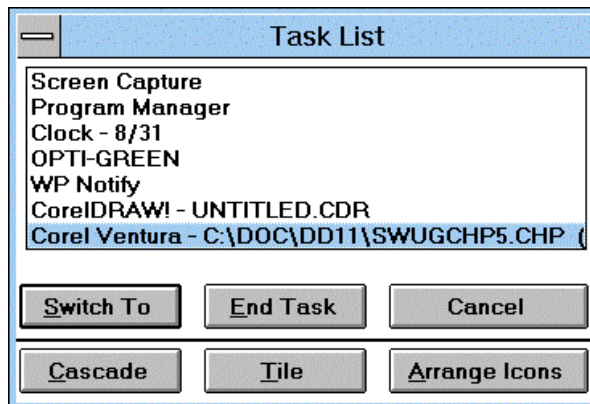 Task List
Screen Capture
Program Manager
Clock - 8/31
OPTI-GREEN
WP Notify
CorelDRAW! - UNTITLED.CDR
Corel Ventura - C:\DOC\DD11\SWUGCHP5.CHP (
Switch To End Task Cancel
Cascade Tile Arrange Icons